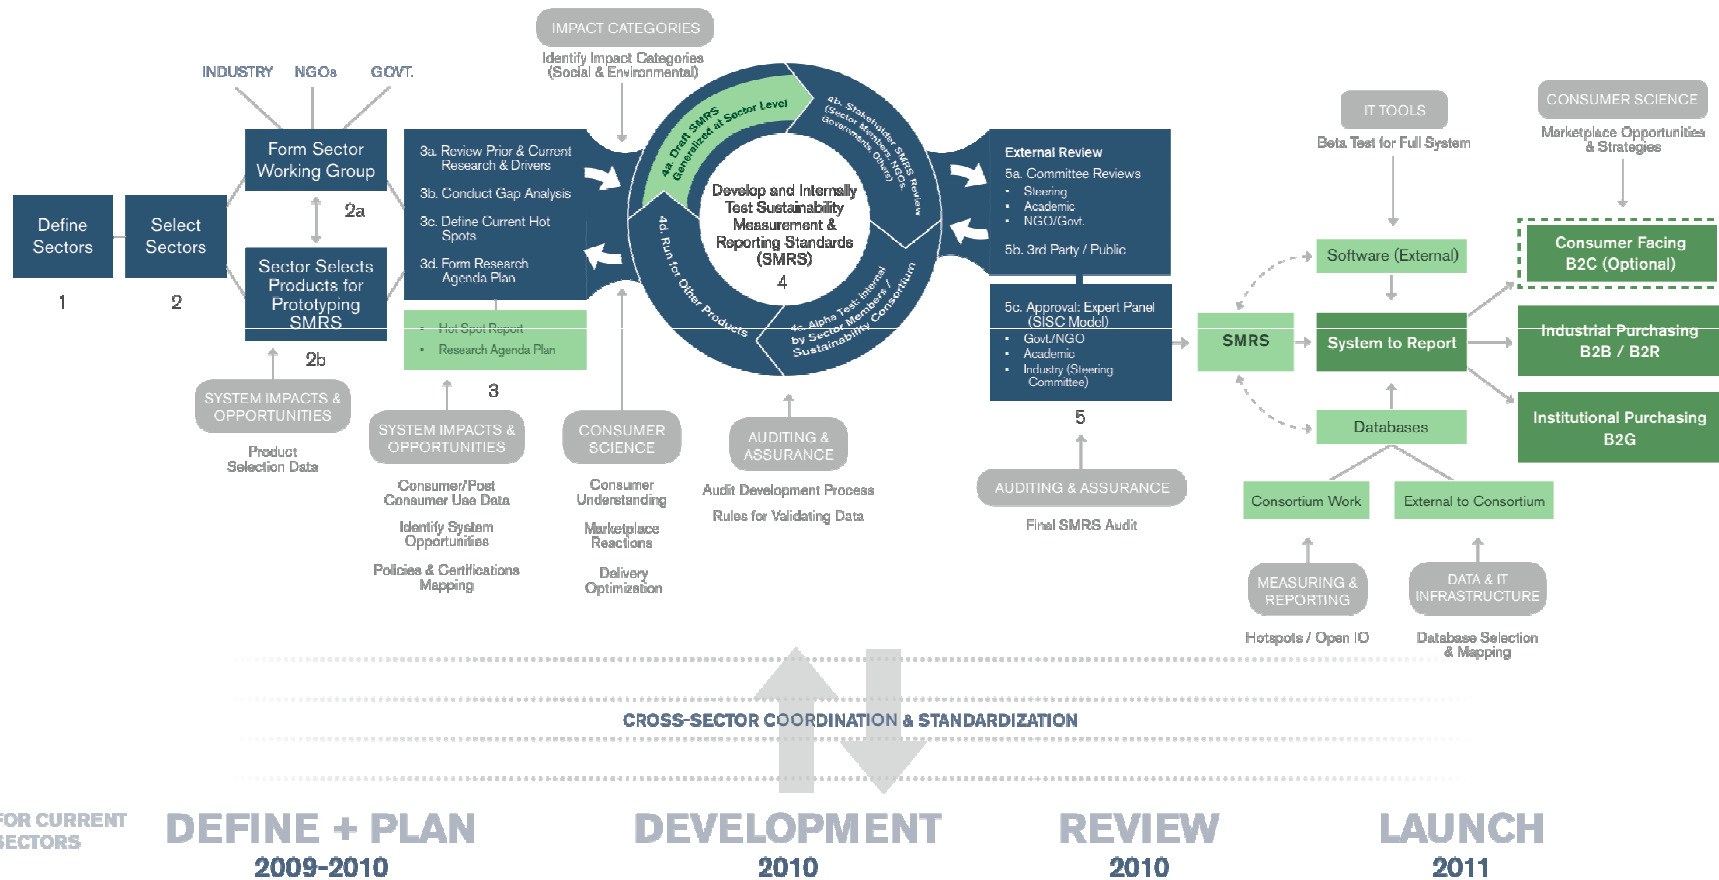 IMPACT CATEGORIES
Identify Impact Categories
(Social & Environmental)
INDUSTRY
NGOs
GOVT.
Form Sector
Working Group
2a
Define
Sectors
1
Select
Sectors
2
Sector Selects
Products for
Prototyping
SMRS
2b
SYSTEM IMPACTS &
OPPORTUNITIES
Product
Selection Data
3a. Review Prior & Current
Research & Drivers
3b. Conduct Gap Analysis
3c. Define Current Hot
Spots
3d. Form Research
Agenda Plan
• Hot Spot Report
• Research Agenda Plan
3
SYSTEM IMPACTS &
OPPORTUNITIES
Consumer/Post
Consumer Use Data
Identify System
Opportunities
Policies & Certifications
Mapping
CONSUMER
SCIENCE
Consumer
Understanding
Marketplace
Reactions
Delivery
Optimization
4a. Draft SMRS
Generalized at Sector Level
4b. Stakeholder SMRS Review
(Sector Members, NGOs,
Governments, Others)
4c. Alpha Test: Internal
by Sector Members /
Sustainability Consortium
4d. Run for Other Products
Develop and Internally
Test Sustainability
Measurement &
Reporting Standards
(SMRS)
4
AUDITING &
ASSURANCE
Audit Development Process
Rules for Validating Data
External Review
5a. Committee Reviews
• Steering
• Academic
• NGO/Govt.
5b. 3rd Party / Public
5c. Approval: Expert Panel
(SISC Model)
• Govt./NGO
• Academic
• Industry (Steering
Committee)
5
AUDITING & ASSURANCE
Final SMRS Audit
IT TOOLS
Beta Test for Full System
CONSUMER SCIENCE
Marketplace Opportunities
& Strategies
Software (External)
SMRS
System to Report
Databases
Consumer Facing
B2C (Optional)
Industrial Purchasing
B2B / B2R
Institutional Purchasing
B2G
Consortium Work
External to Consortium
MEASURING &
REPORTING
Hotspots / Open IO
DATA & IT
INFRASTRUCTURE
Database Selection
& Mapping
CROSS-SECTOR COORDINATION & STANDARDIZATION
FOR CURRENT
SECTORS
DEFINE + PLAN
2009-2010
DEVELOPMENT
2010
REVIEW
2010
LAUNCH
2011